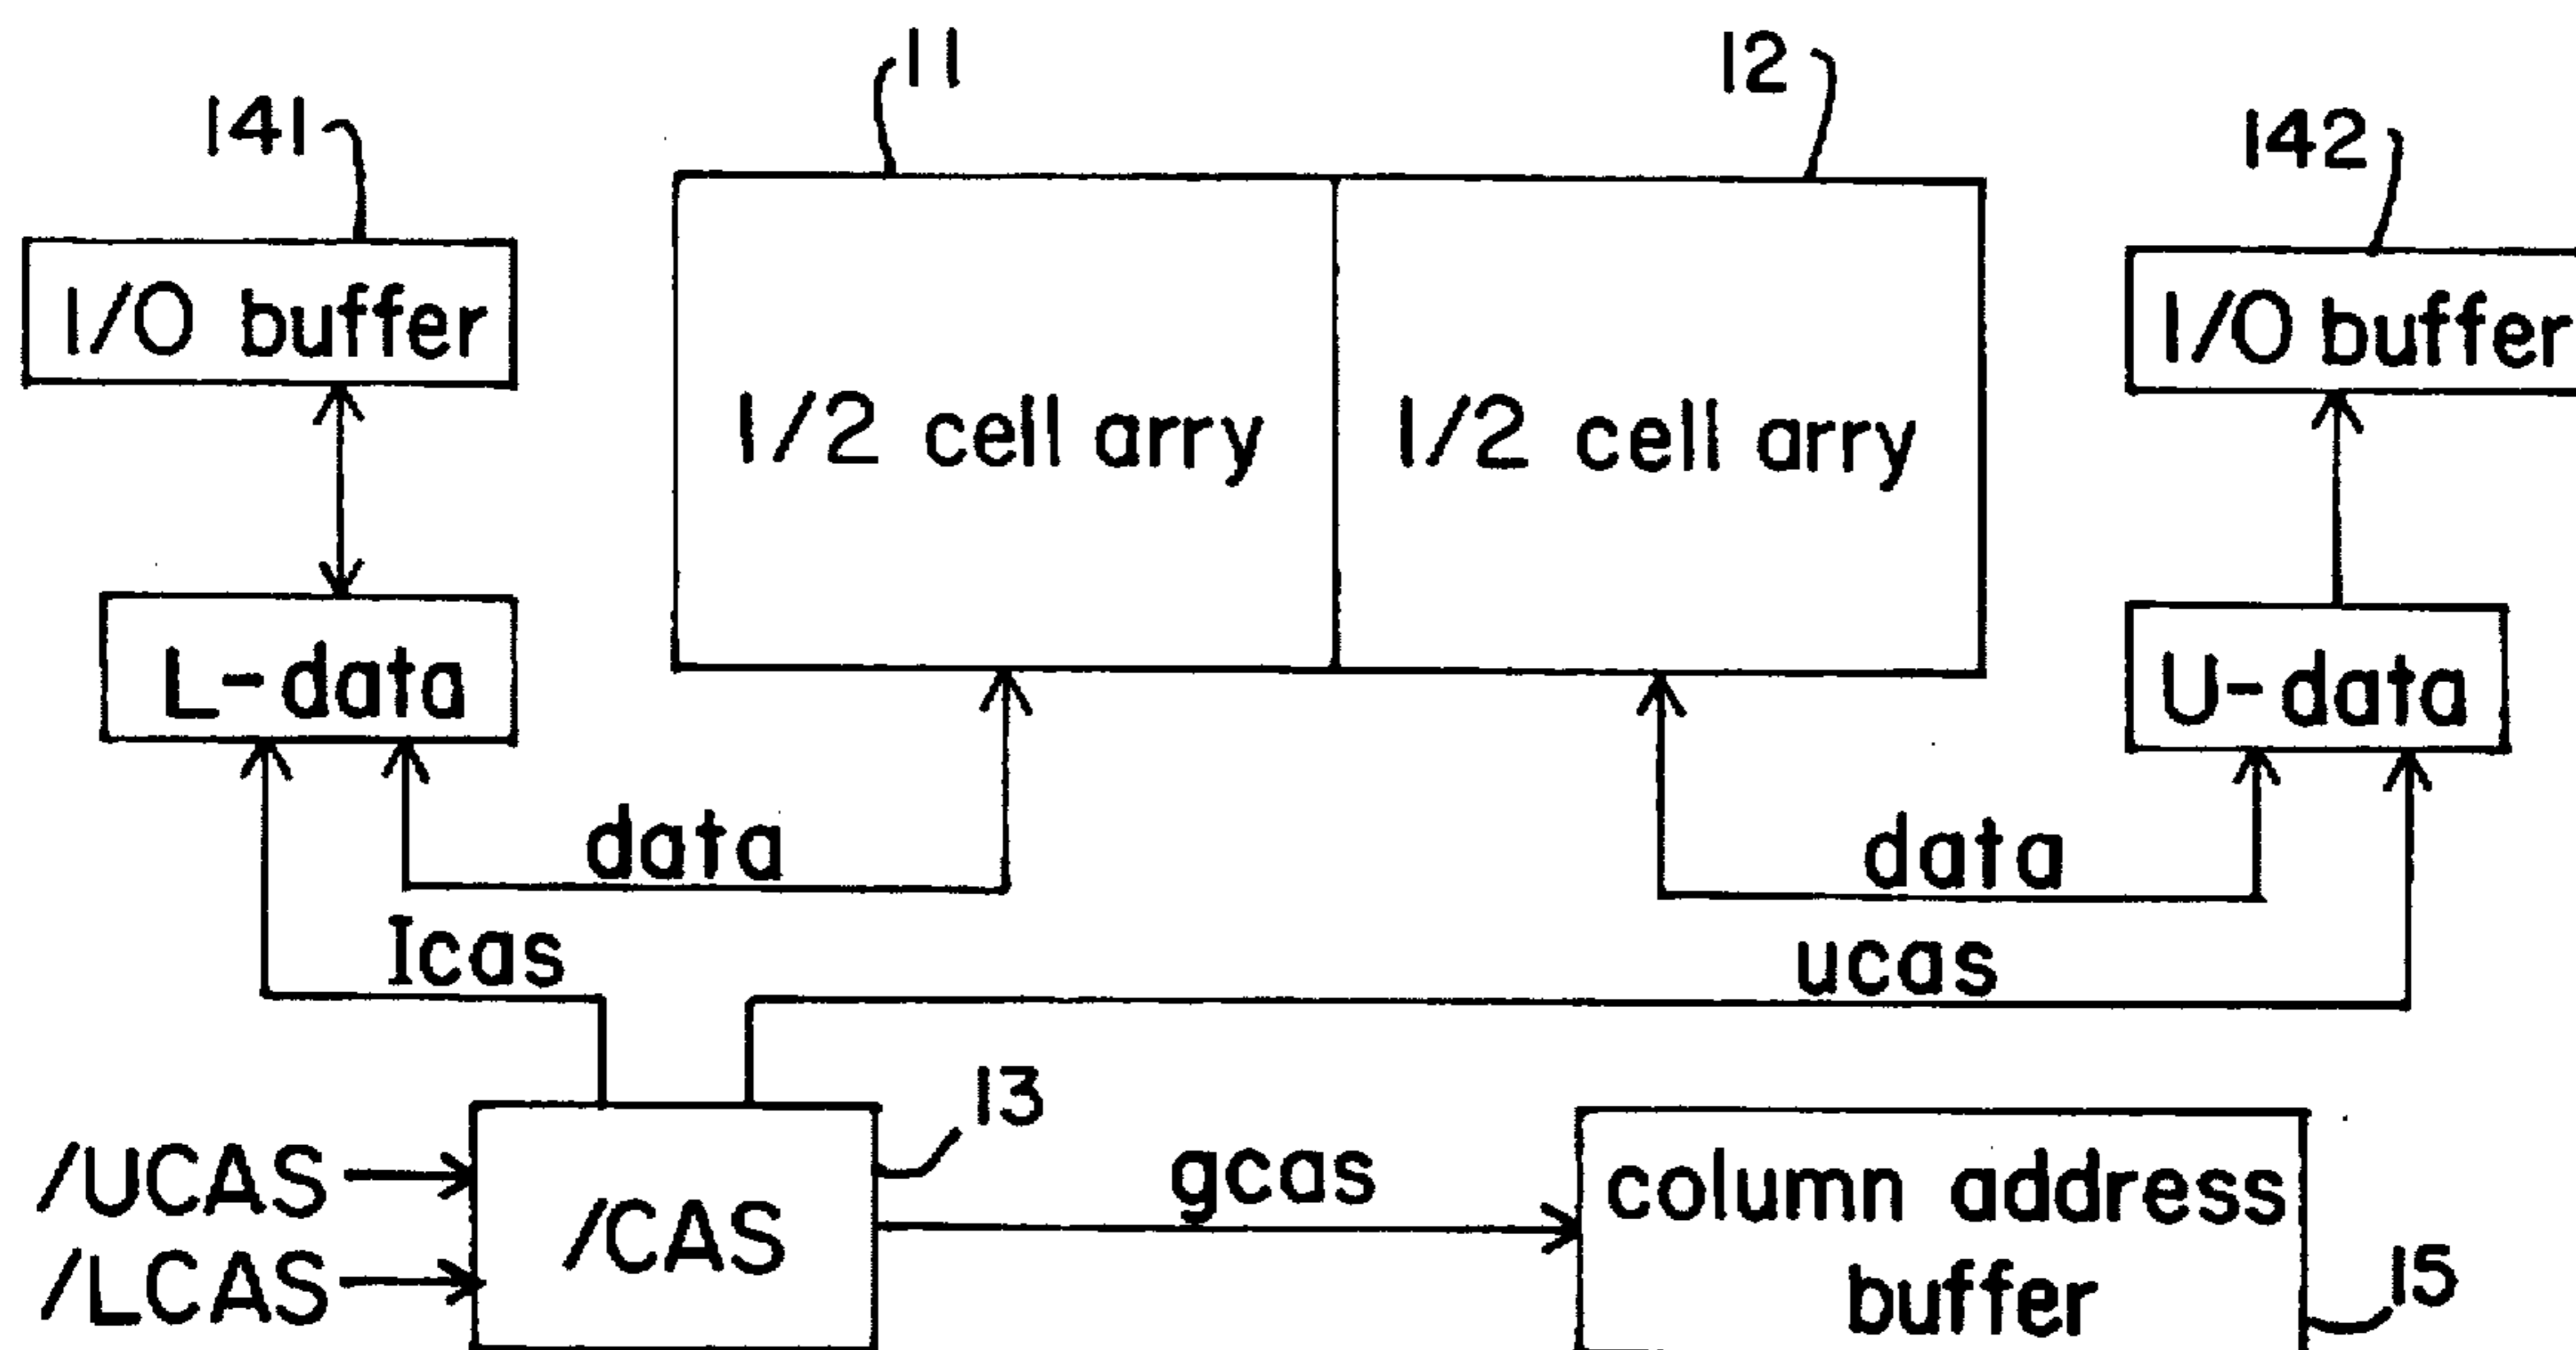 11
12
141
142
I/O buffer
I/O buffer
1/2 cell arry
1/2 cell arry
L-data
U-data
data
data
Icas
ucas
13
/UCAS
/CAS
gcas
column address
buffer
/LCAS
15